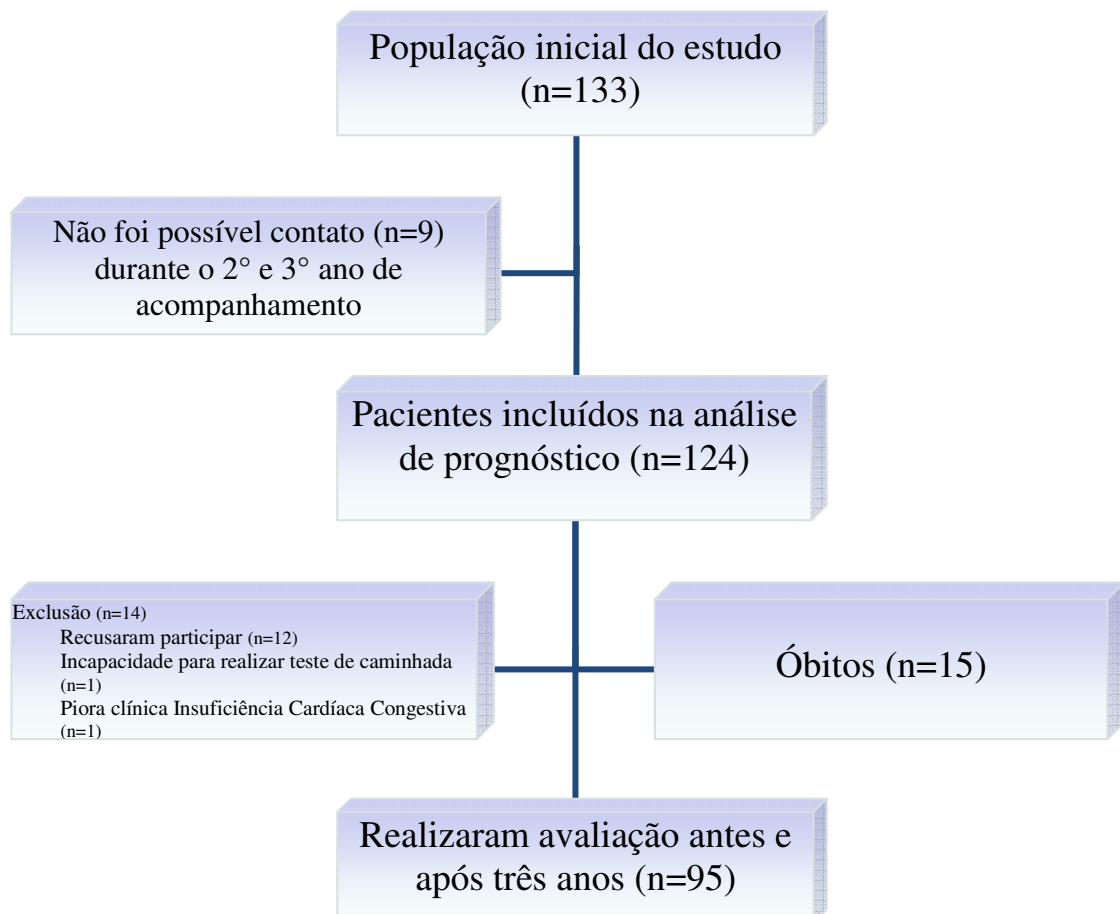 População inicial do estudo
(n=133)
Não foi possível contato (n=9)
durante o 2° e 3° ano de
acompanhamento
Pacientes incluídos na análise
de prognóstico (n=124)
Exclusão (n=14)
Recusaram participar (n=12)
Incapacidade para realizar teste de caminhada
(n=1)
Piora clínica Insuficiência Cardíaca Congestiva
(n=1)
Óbitos (n=15)
Realizaram avaliação antes e
após três anos (n=95)